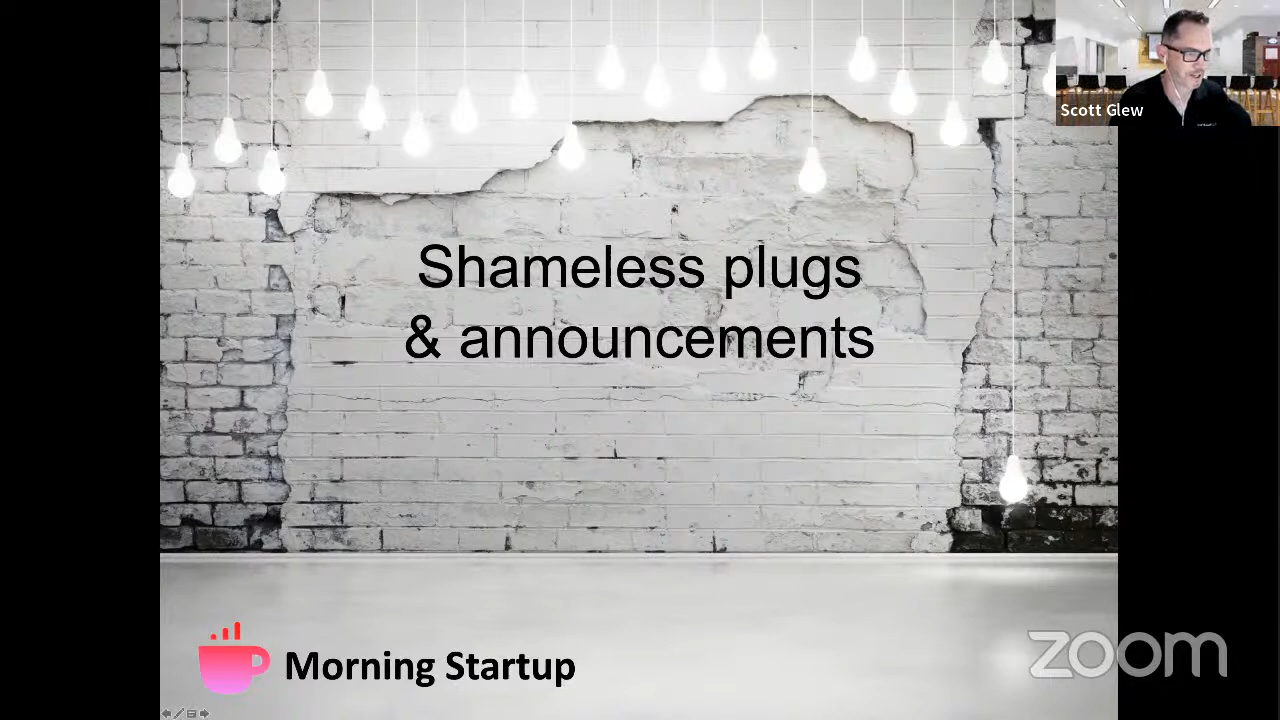 Scott Glew
Shameless plugs
& announcements
Morning Startup
zoom